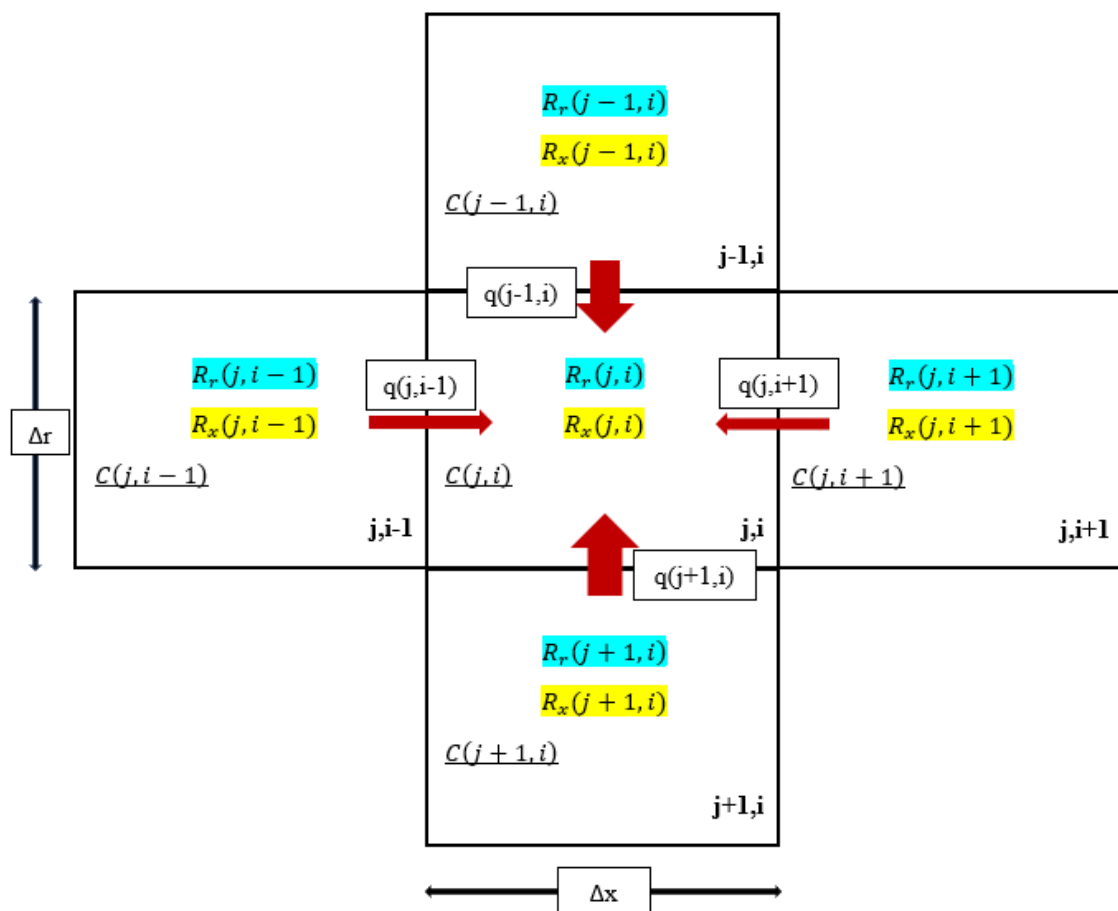 R_r(j − 1, i)
R_x(j − 1, i)
C(j − 1, i)
j-1,i
q(j-1,i)
R_r(j, i − 1)
q(j,i-1)
R_r(j, i)
q(j,i+1)
R_r(j, i + 1)
Δr
R_x(j, i − 1)
R_x(j, i)
R_x(j, i + 1)
C(j, i − 1)
C(j, i)
C(j, i + 1)
j,i-1
j,i
j,i+1
q(j+1,i)
R_r(j + 1, i)
R_x(j + 1, i)
C(j + 1, i)
j+1,i
Δx